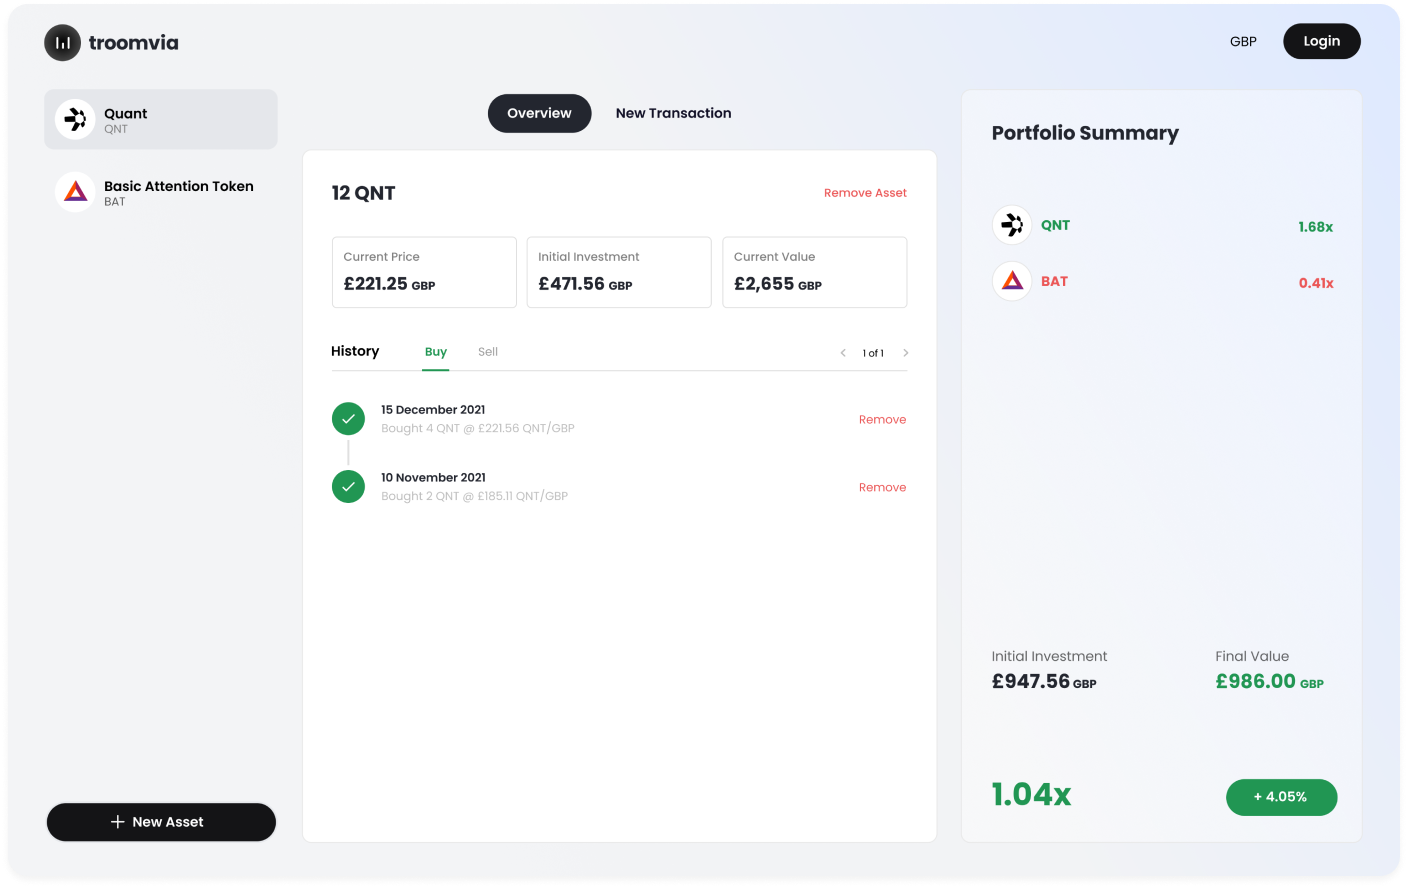 troomvia
GBP
Login
Quant
QNT
Basic Attention Token
BAT
New Asset
Overview
New Transaction
12 QNT
Remove Asset
Current Price
£221.25 GBP
Initial Investment
£471.56 GBP
Current Value
£2,655 GBP
History
Buy
Sell
1 of 1
15 December 2021
Bought 4 QNT @ £221.56 QNT/GBP
Remove
10 November 2021
Bought 2 QNT @ £185.11 QNT/GBP
Remove
Portfolio Summary
QNT
1.68x
BAT
0.41x
Initial Investment
£947.56 GBP
Final Value
£986.00 GBP
1.04x
+ 4.05%